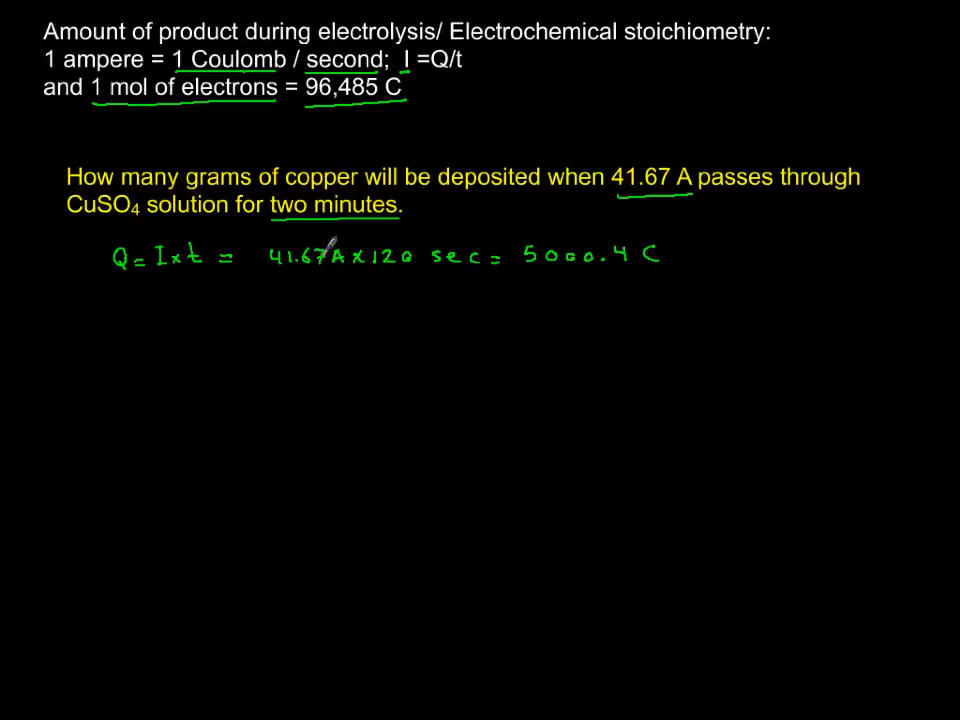 Amount of product during electrolysis/ Electrochemical stoichiometry:
1 ampere = 1 Coulomb / second;  I =Q/t
and 1 mol of electrons = 96,485 C
How many grams of copper will be deposited when 41.67 A passes through
CuSO₄ solution for two minutes.
Q = I x t = 41.67A x 120 sec = 5000.4 C